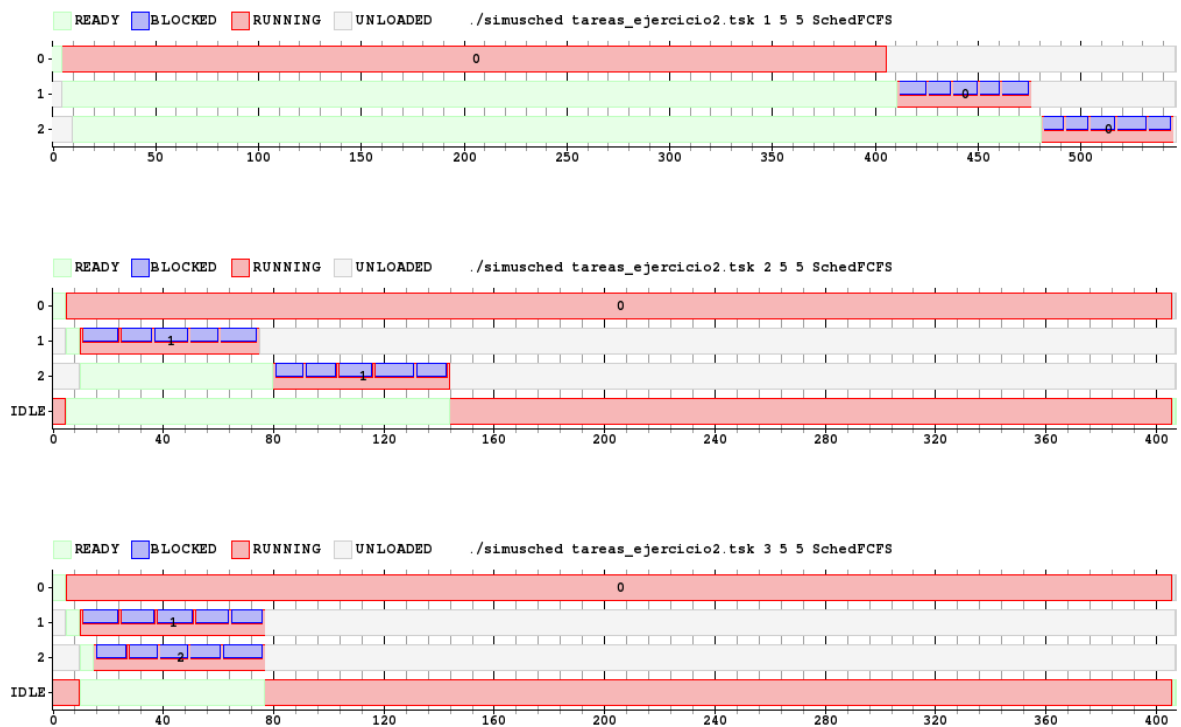 READY BLOCKED RUNNING UNLOADED ./simusched tareas_ejercicio2.tsk 1 5 5 SchedFCFS
0 0
1 0
2 0
0 50 100 150 200 250 300 350 400 450 500
READY BLOCKED RUNNING UNLOADED ./simusched tareas_ejercicio2.tsk 2 5 5 SchedFCFS
0 0
1 1
2 1
IDLE
0 40 80 120 160 200 240 280 320 360 400
READY BLOCKED RUNNING UNLOADED ./simusched tareas_ejercicio2.tsk 3 5 5 SchedFCFS
0 0
1 1
2 2
IDLE
0 40 80 120 160 200 240 280 320 360 400